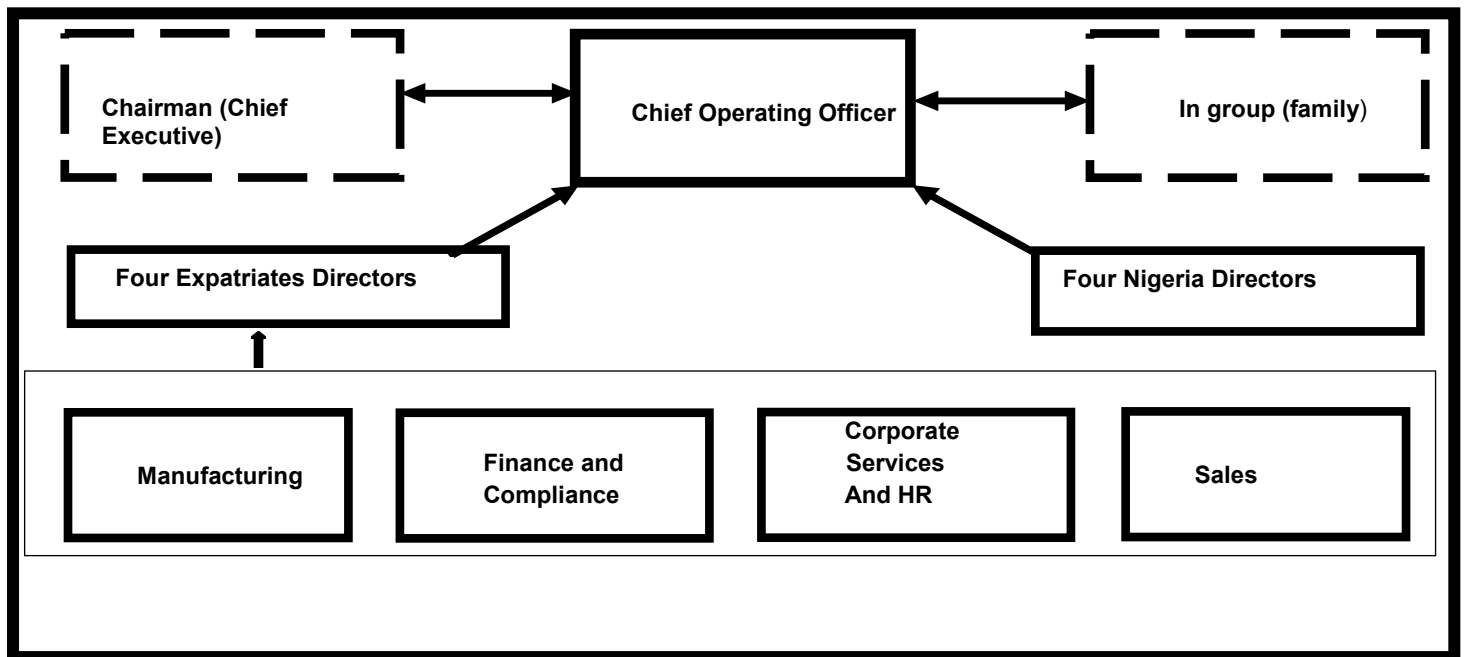 Chairman (Chief
Executive)
Chief Operating Officer
In group (family)
Four Expatriates Directors
Four Nigeria Directors
Manufacturing
Finance and
Compliance
Corporate
Services
And HR
Sales